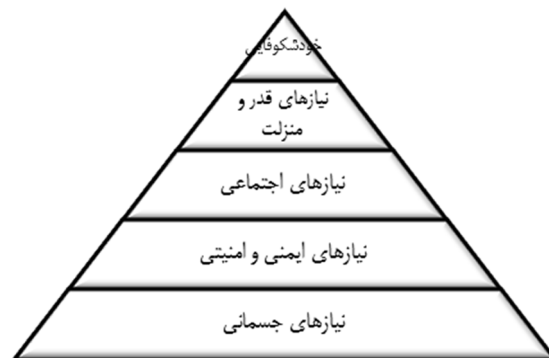 خودشکوفایی
نیازهای قدر و
منزلت
نیازهای اجتماعی
نیازهای ایمنی و امنیتی
نیازهای جسمانی